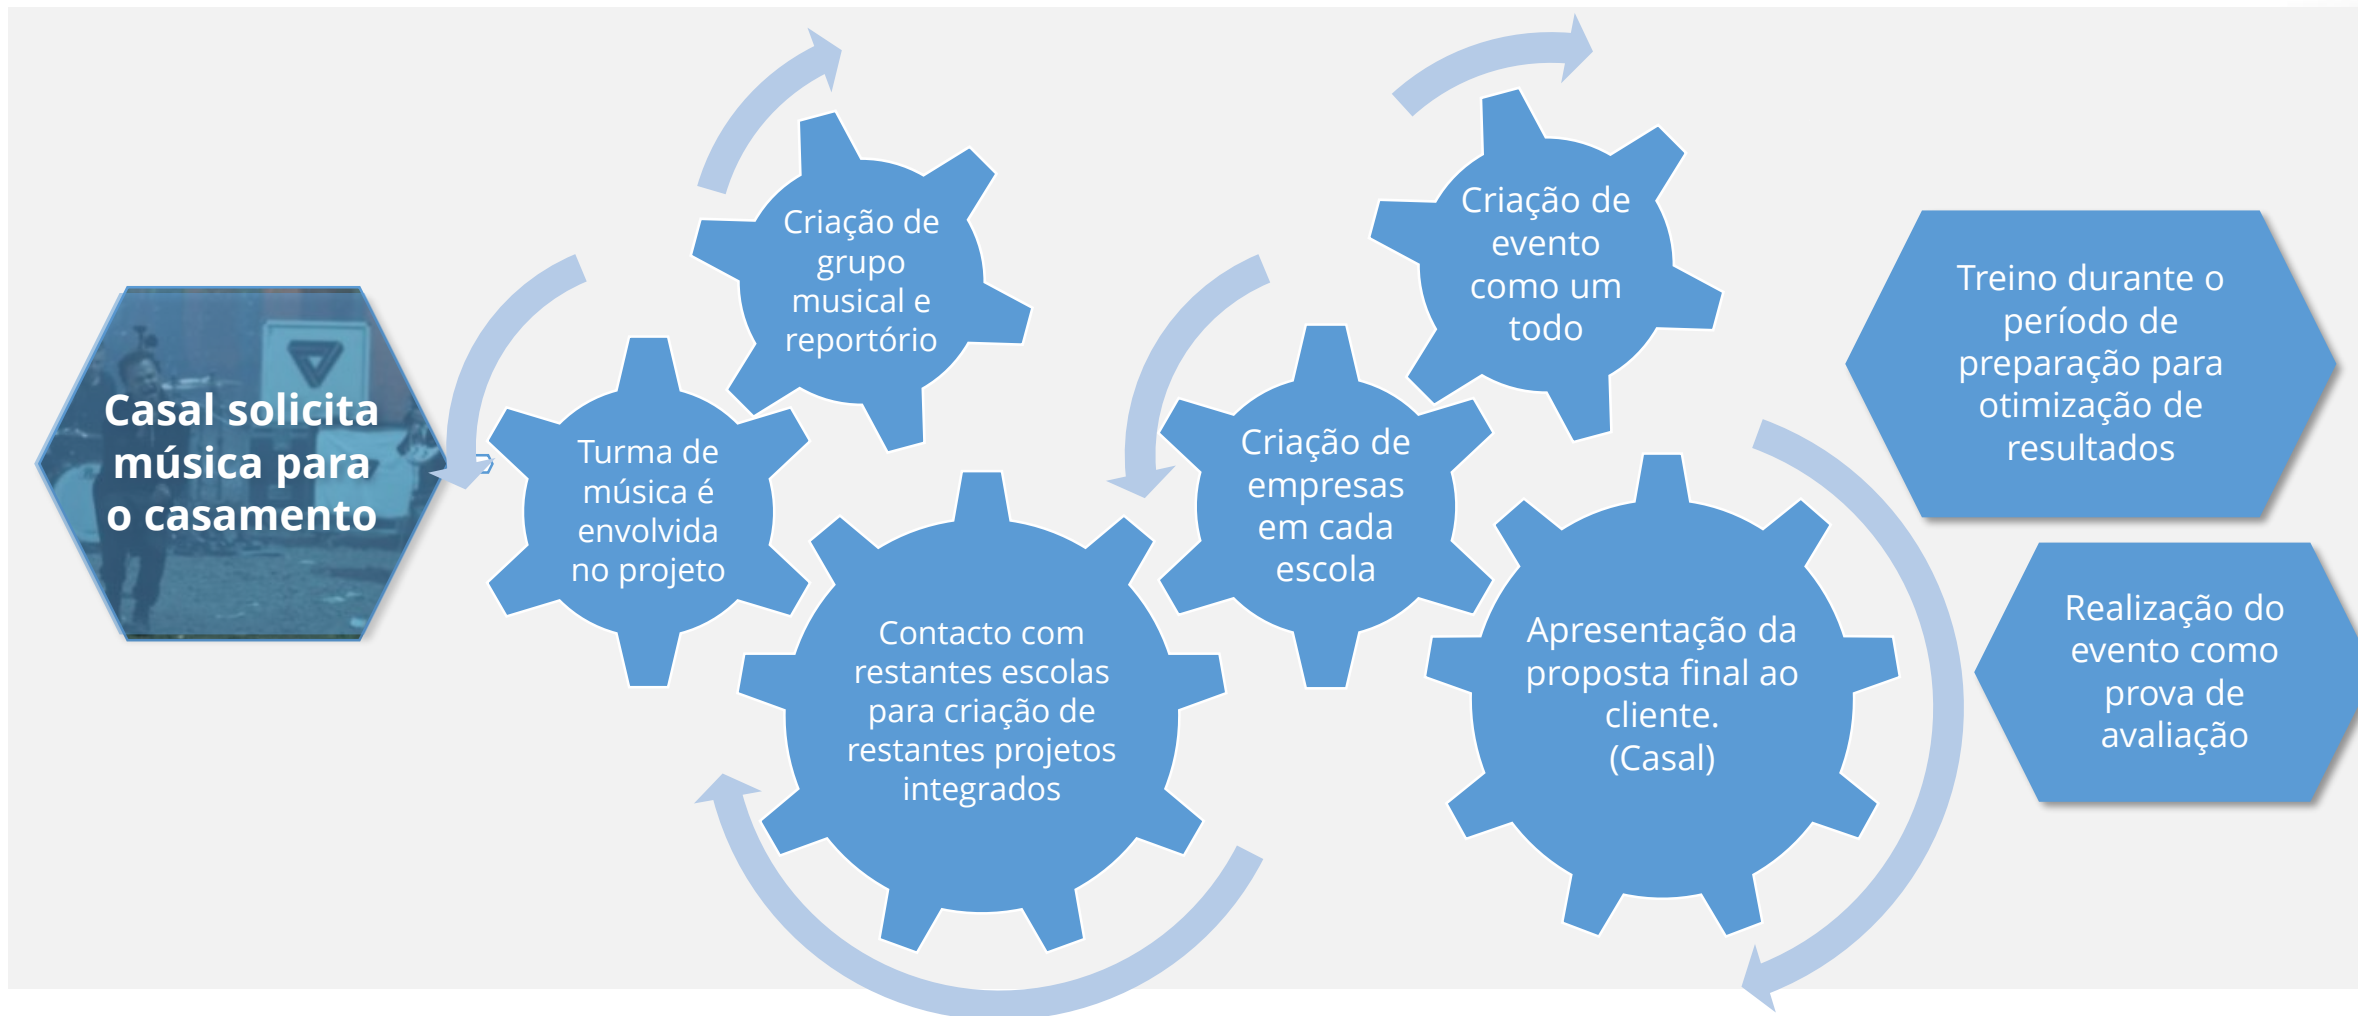 Casal solicita
música para
o casamento
Turma de
música é
envolvida
no projeto
Criação de
grupo
musical e
reportório
Contacto com
restantes escolas
para criação de
restantes projetos
integrados
Criação de
empresas
em cada
escola
Criação de
evento
como um
todo
Apresentação da
proposta final ao
cliente.
(Casal)
Treino durante o
período de
preparação para
otimização de
resultados
Realização do
evento como
prova de
avaliação